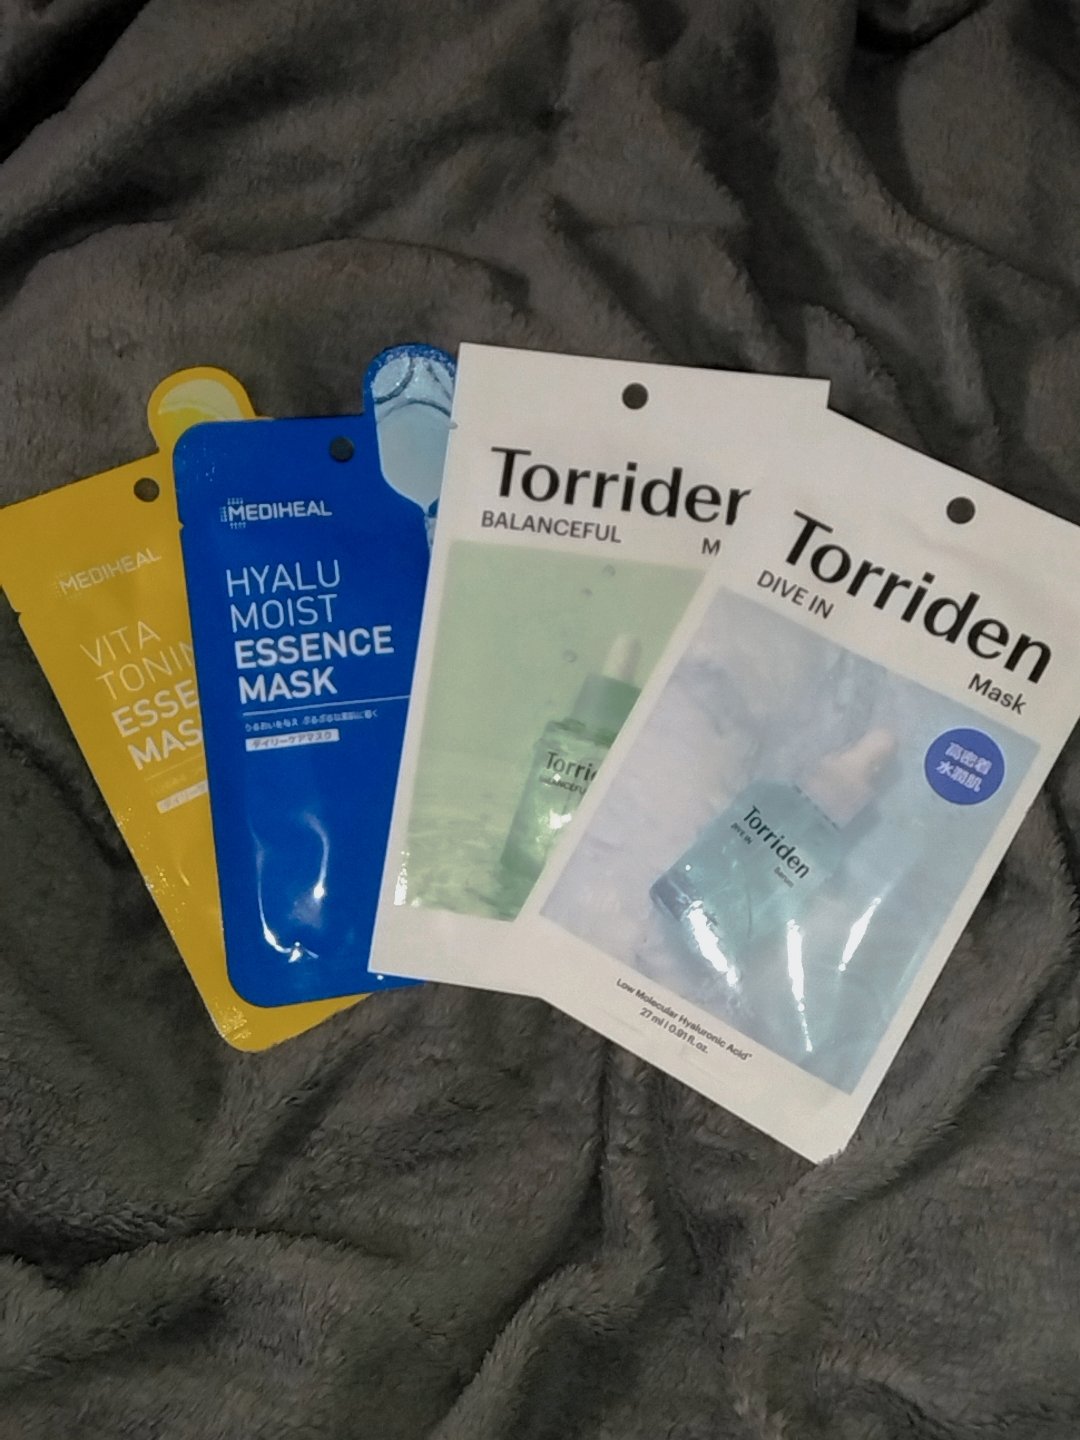 MEDIHEAL
VITA
TONIN
ESSE
MAS
MEDIHEAL
HYALU
MOIST
ESSENCE
MASK
デイリーケアマスク
Torriden
BALANCEFUL
M
Torri
Torriden
DIVE IN
Mask
高密着
水潤肌
Torriden
DIVE IN
Serum
Low Molecular Hyaluronic Acid*
27 ml | 0.91 fl. oz.